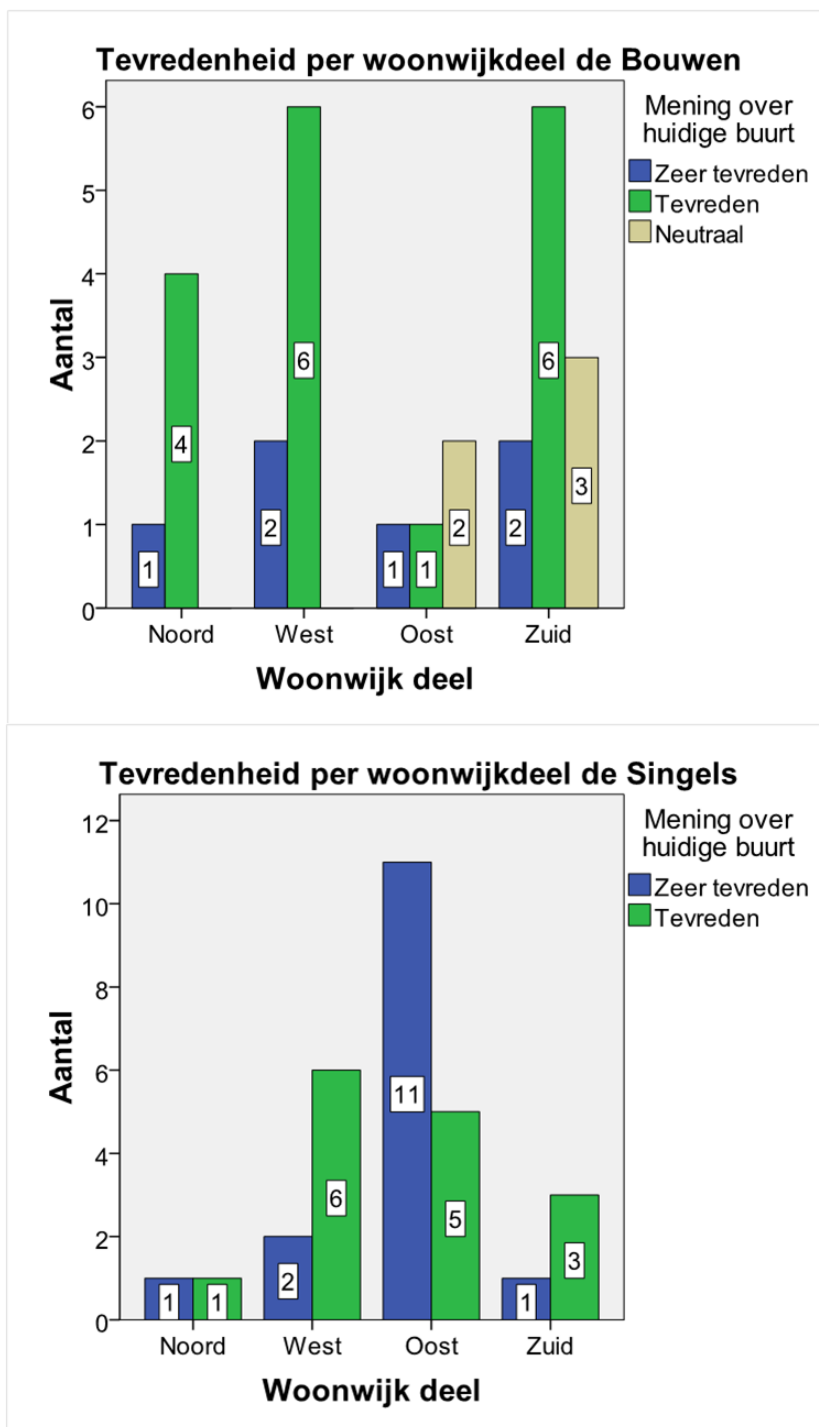 Tevredenheid per woonwijkdeel de Bouwen
Mening over
huidige buurt
Zeer tevreden
Tevreden
Neutraal
Aantal
6
5
4
3
2
1
0
1
4
2
6
1
1
2
2
6
3
Noord
West
Oost
Zuid
Woonwijk deel
Tevredenheid per woonwijkdeel de Singels
Mening over
huidige buurt
Zeer tevreden
Tevreden
Aantal
12
10
8
6
4
2
0
1
1
2
6
11
5
1
3
Noord
West
Oost
Zuid
Woonwijk deel